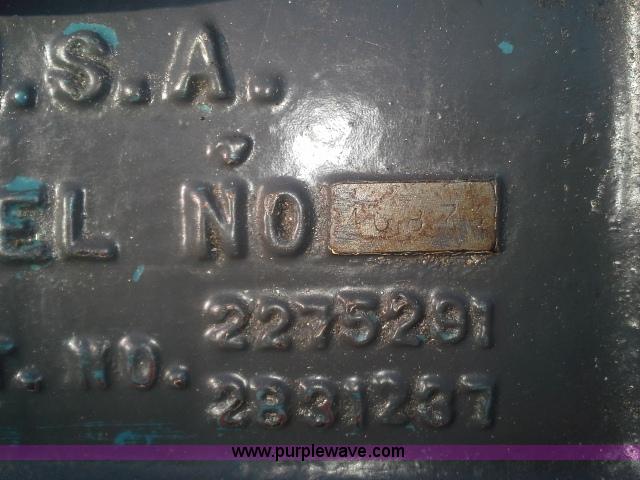 .S.A.
EL NO
T. NO. 2275291
2831237
www.purplewave.com